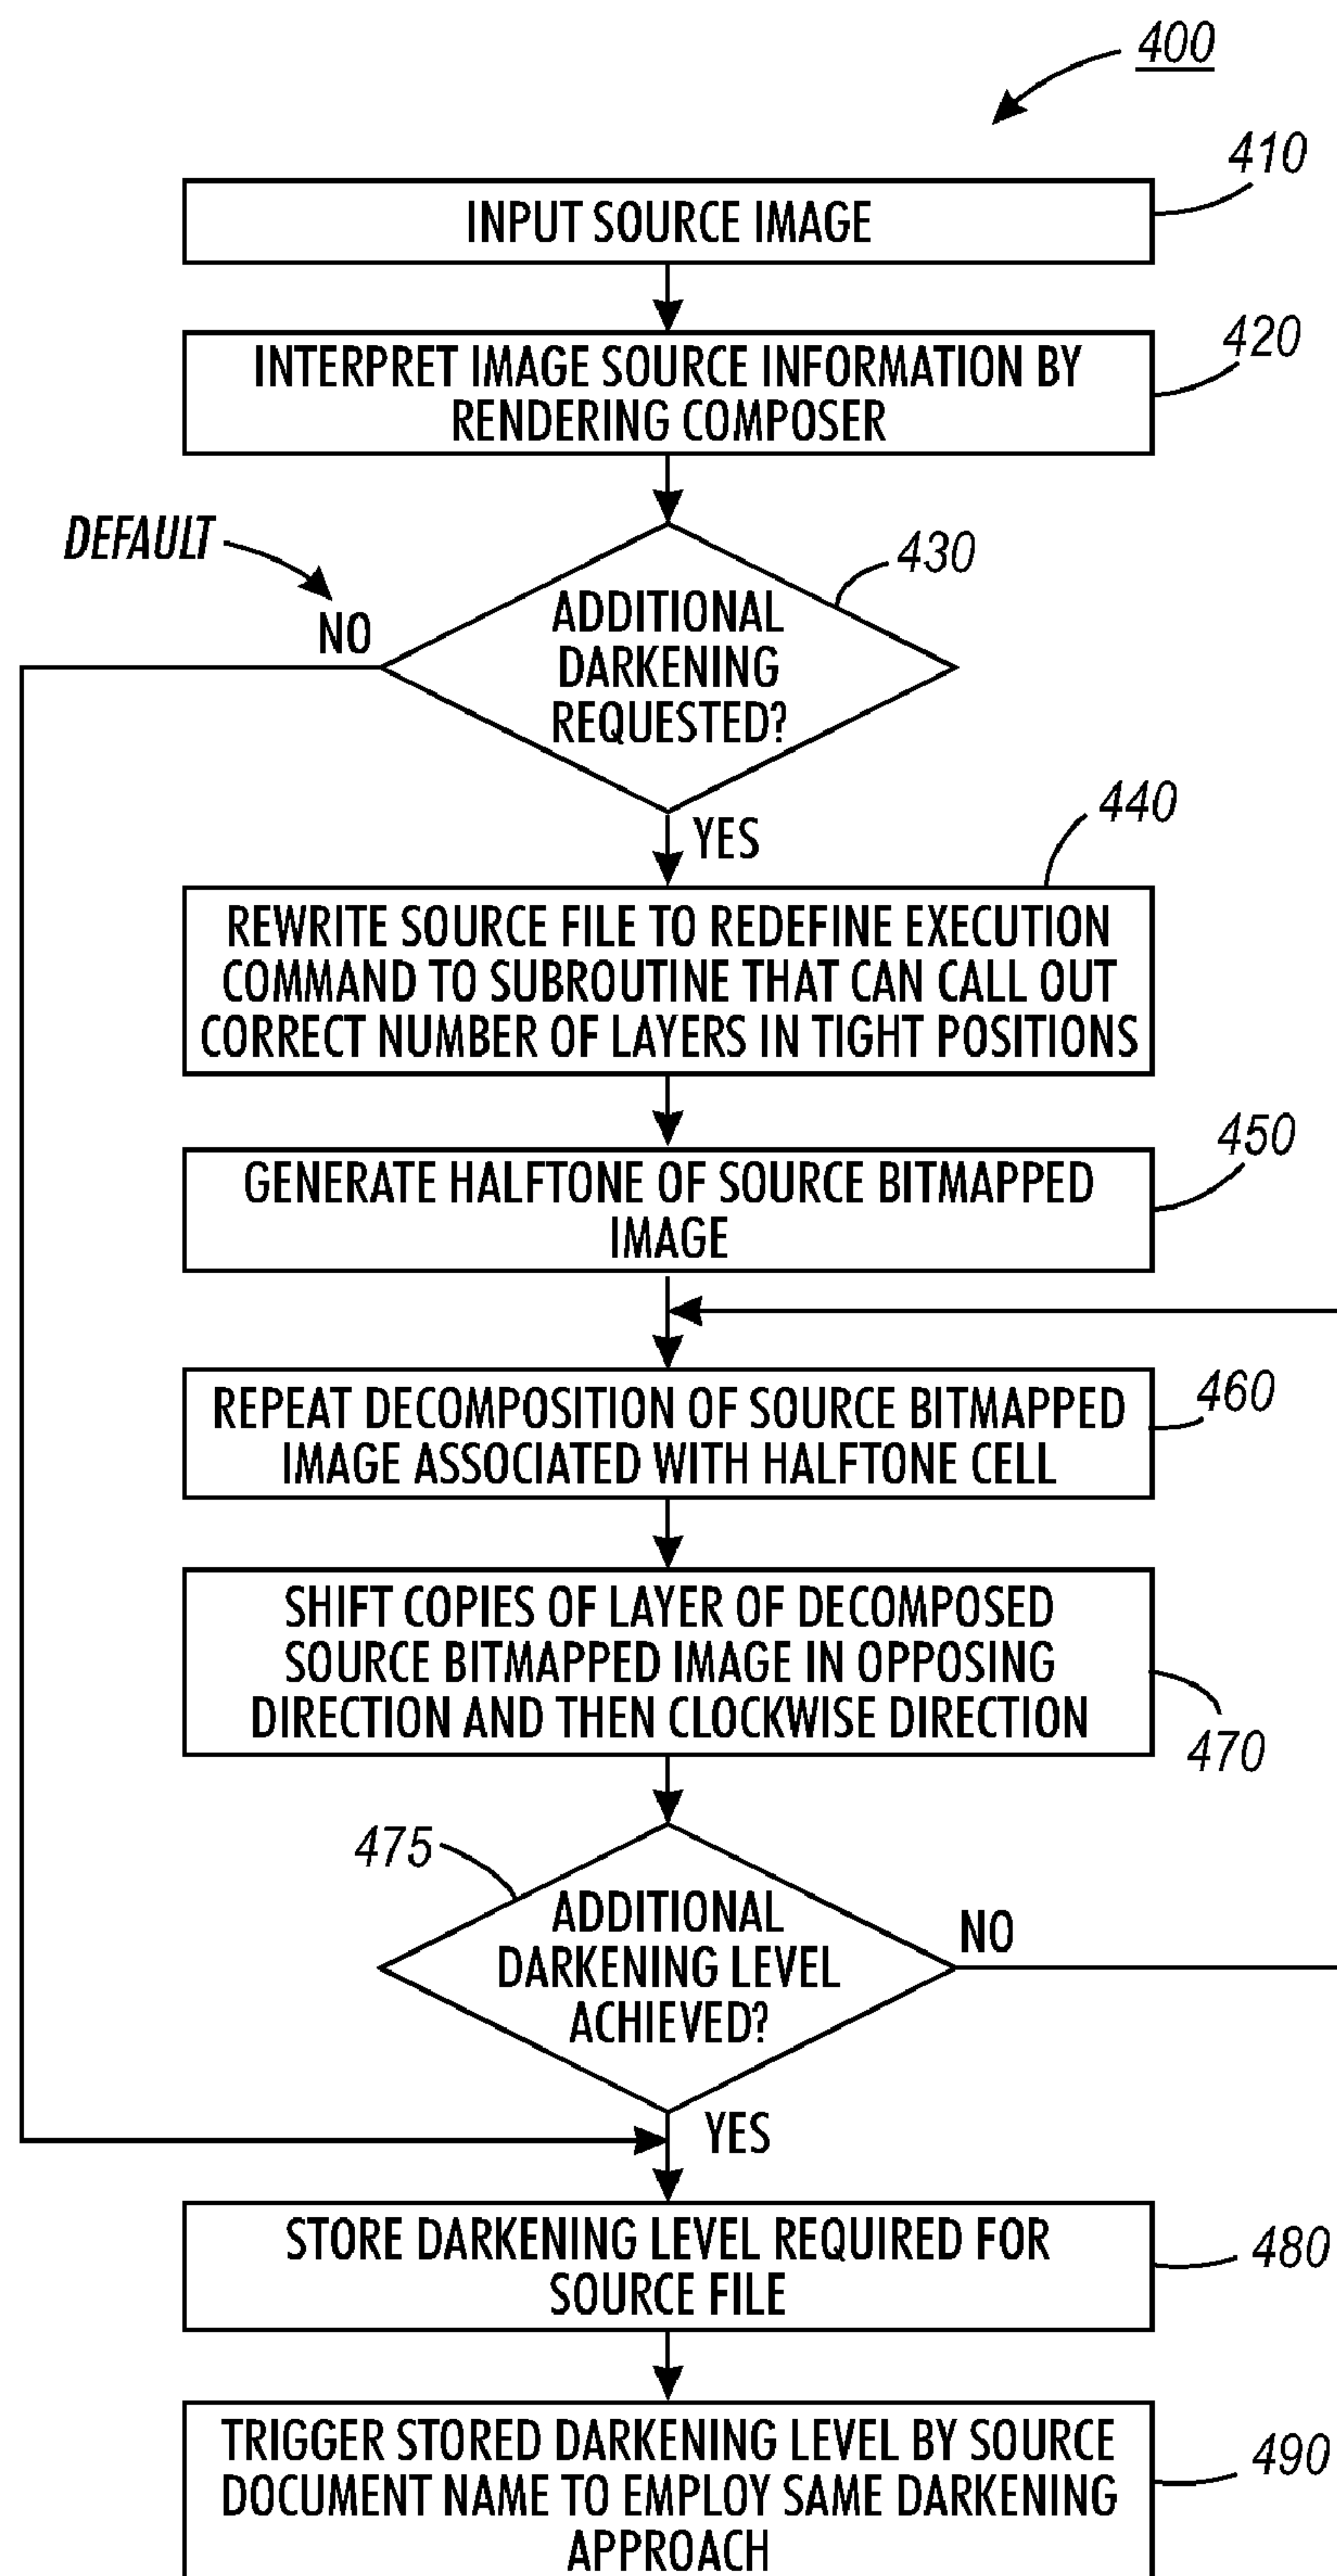 400
410
INPUT SOURCE IMAGE
420
INTERPRET IMAGE SOURCE INFORMATION BY
RENDERING COMPOSER
DEFAULT
430
NO
ADDITIONAL
DARKENING
REQUESTED?
YES
440
REWRITE SOURCE FILE TO REDEFINE EXECUTION
COMMAND TO SUBROUTINE THAT CAN CALL OUT
CORRECT NUMBER OF LAYERS IN TIGHT POSITIONS
450
GENERATE HALFTONE OF SOURCE BITMAPPED
IMAGE
460
REPEAT DECOMPOSITION OF SOURCE BITMAPPED
IMAGE ASSOCIATED WITH HALFTONE CELL
SHIFT COPIES OF LAYER OF DECOMPOSED
SOURCE BITMAPPED IMAGE IN OPPOSING
DIRECTION AND THEN CLOCKWISE DIRECTION
470
475
ADDITIONAL
DARKENING LEVEL
ACHIEVED?
NO
YES
STORE DARKENING LEVEL REQUIRED FOR
SOURCE FILE
480
TRIGGER STORED DARKENING LEVEL BY SOURCE
DOCUMENT NAME TO EMPLOY SAME DARKENING
APPROACH
490